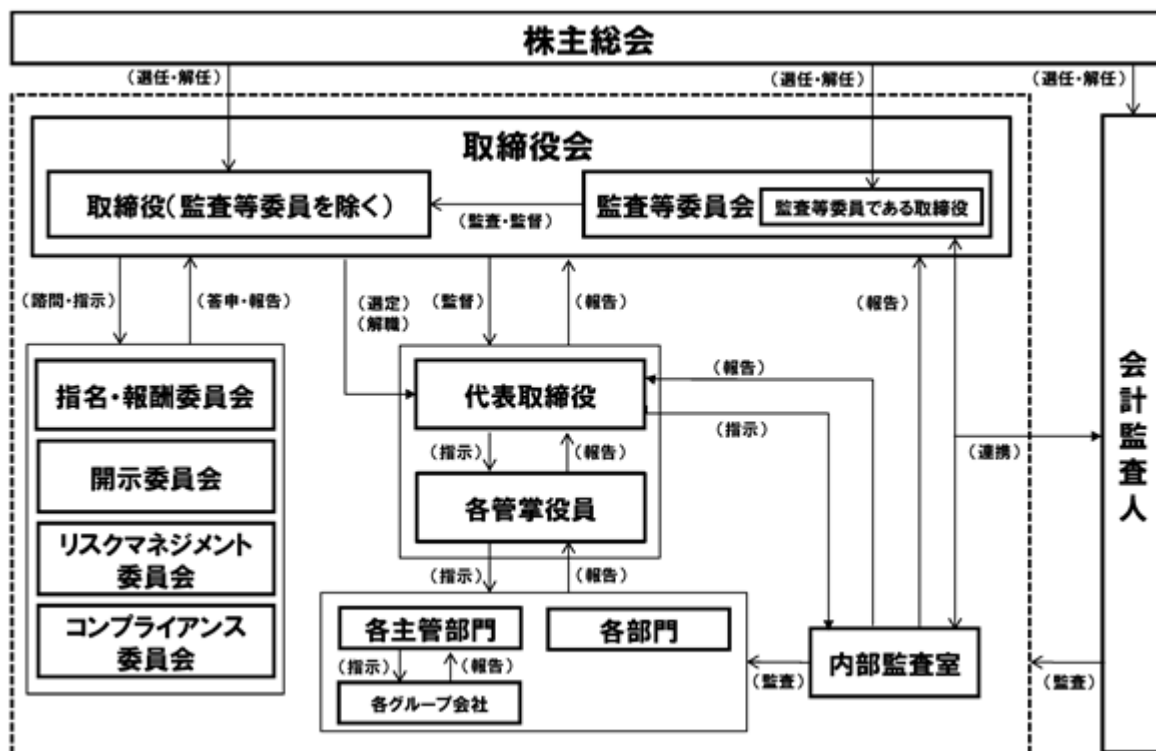 株主総会
（選任・解任）
（選任・解任）
（選任・解任）
取締役会
取締役（監査等委員を除く）
（監査・監督）
監査等委員会
監査等委員である取締役
（諮問・指示）
（答申・報告）
（選定）
（解職）
（監督）
（報告）
（報告）
指名・報酬委員会
開示委員会
リスクマネジメント
委員会
コンプライアンス
委員会
代表取締役
（指示）
（報告）
各管掌役員
（報告）
（指示）
（連携）
会計監査人
（指示）
（報告）
各主管部門
（指示）
（報告）
各グループ会社
各部門
（監査）
内部監査室
（監査）